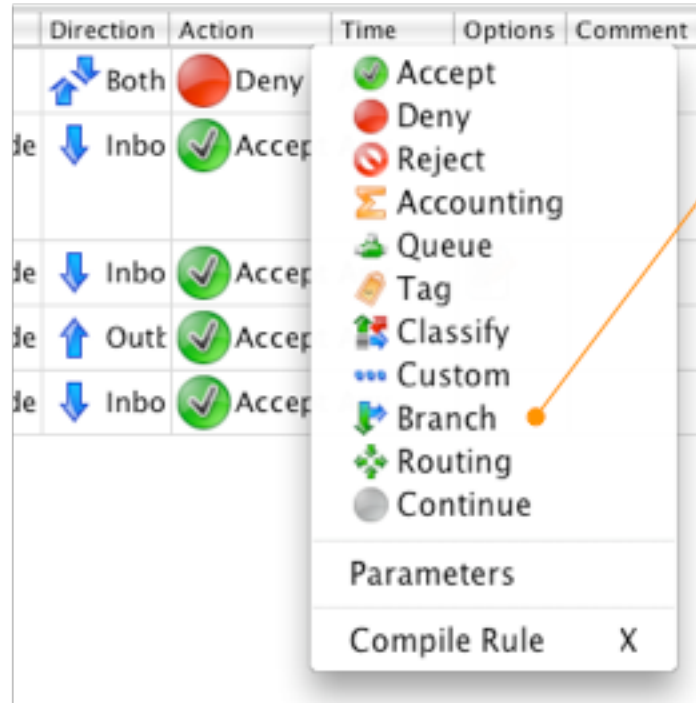 Direction Action Time Options Comment
Both Deny
de Inbo Accep
de Inbo Accep
de Outb Accep
de Inbo Accep
Accept
Deny
Reject
Accounting
Queue
Tag
Classify
Custom
Branch
Routing
Continue
Parameters
Compile Rule X